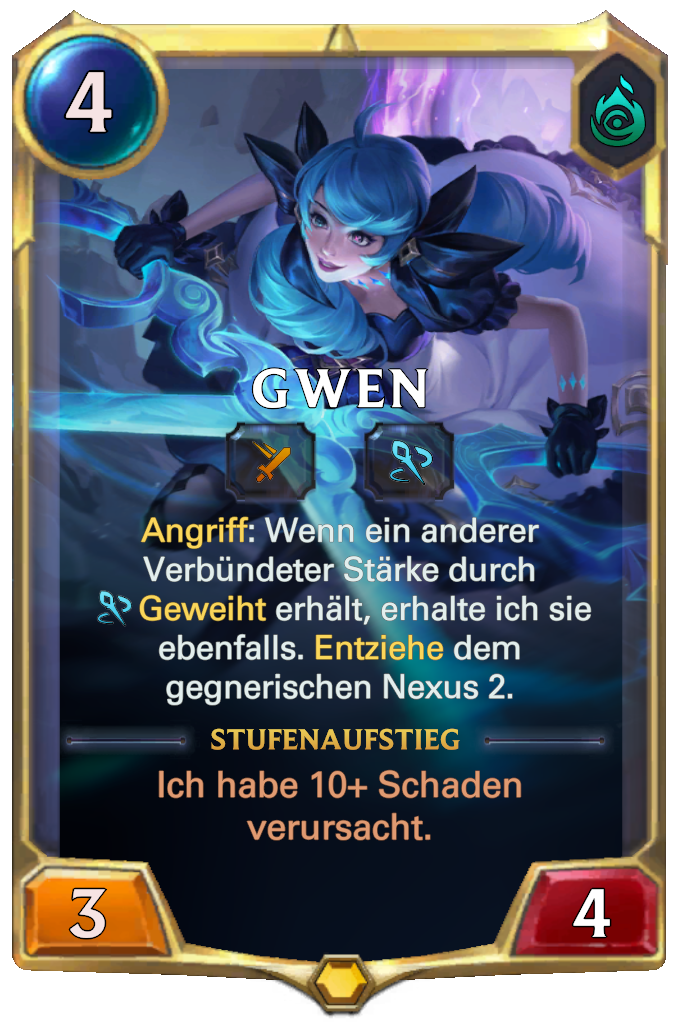 4
GWEN
Angriff: Wenn ein anderer
Verbündeter Stärke durch
Geweiht erhält, erhalte ich sie
ebenfalls. Entziehe dem
gegnerischen Nexus 2.
STUFENAUFSTIEG
Ich habe 10+ Schaden
verursacht.
3
4